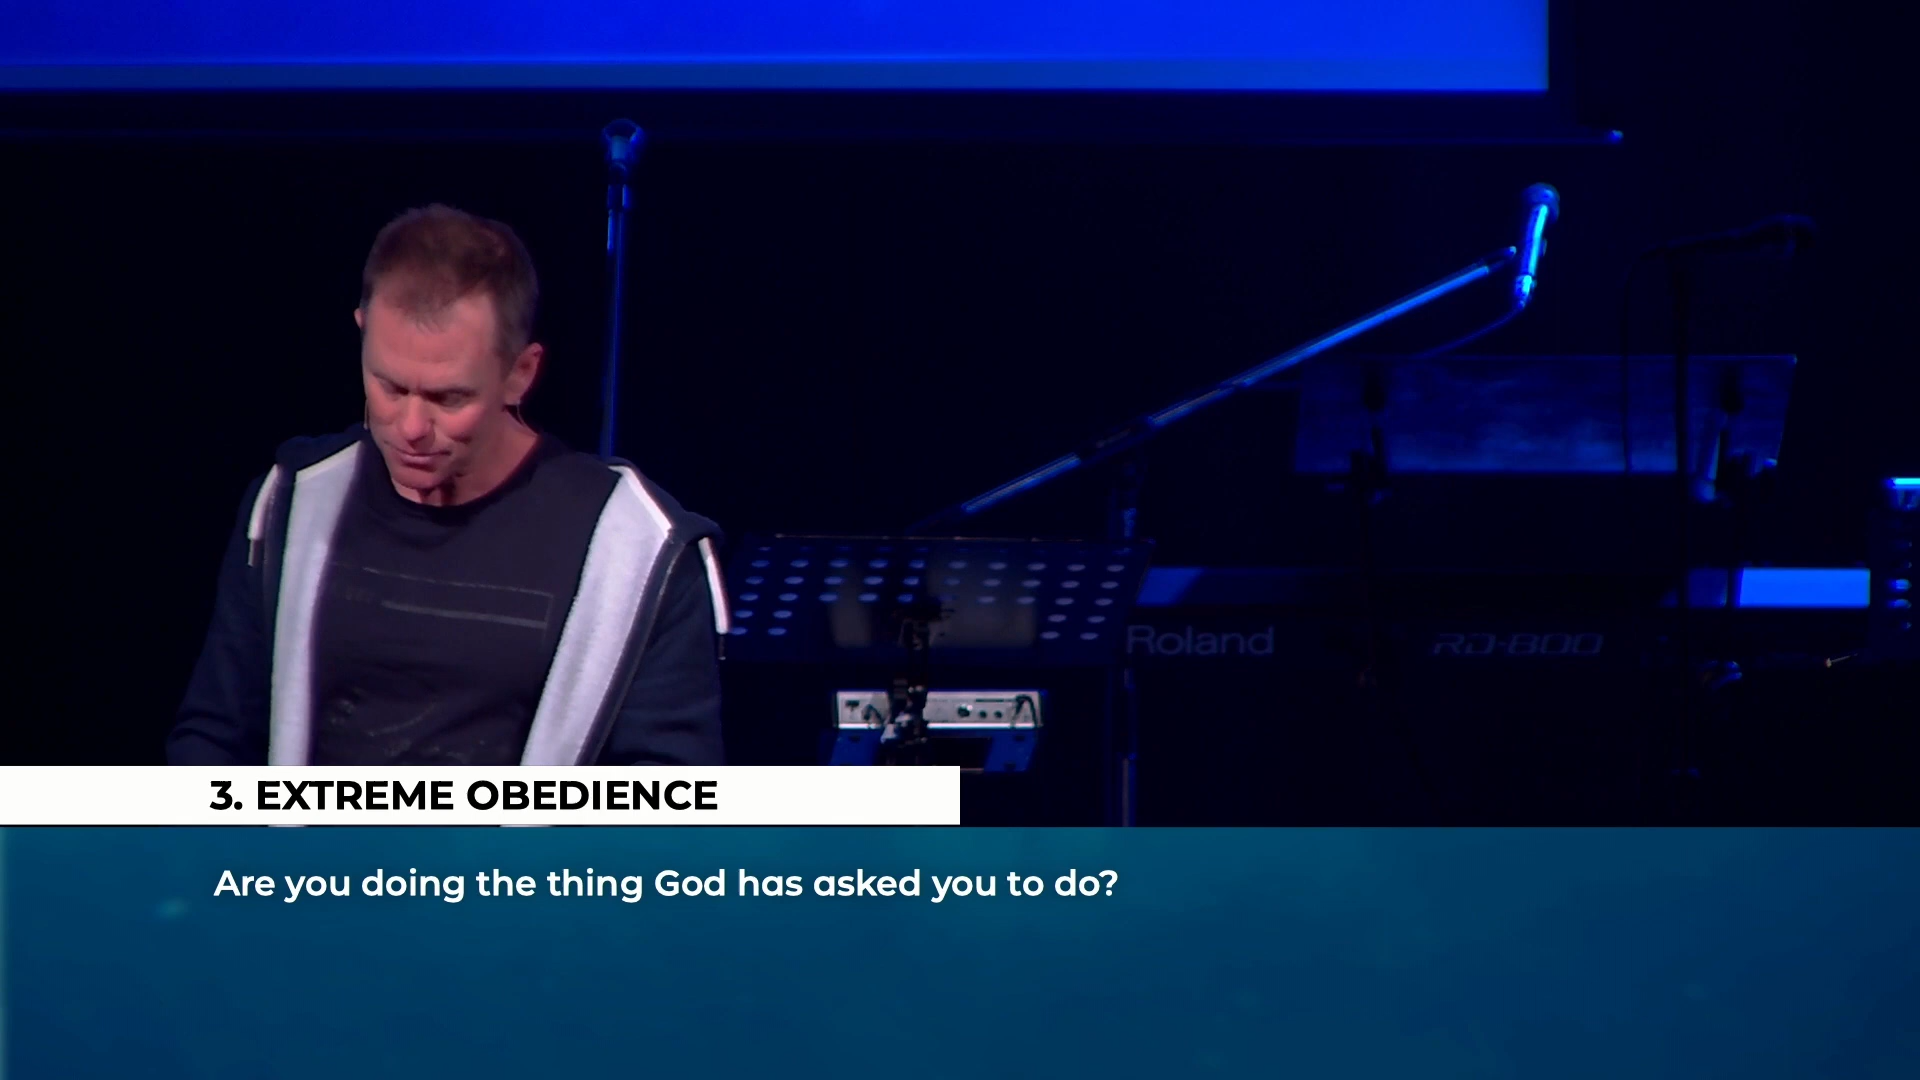 Roland
RD-800
3. EXTREME OBEDIENCE
Are you doing the thing God has asked you to do?